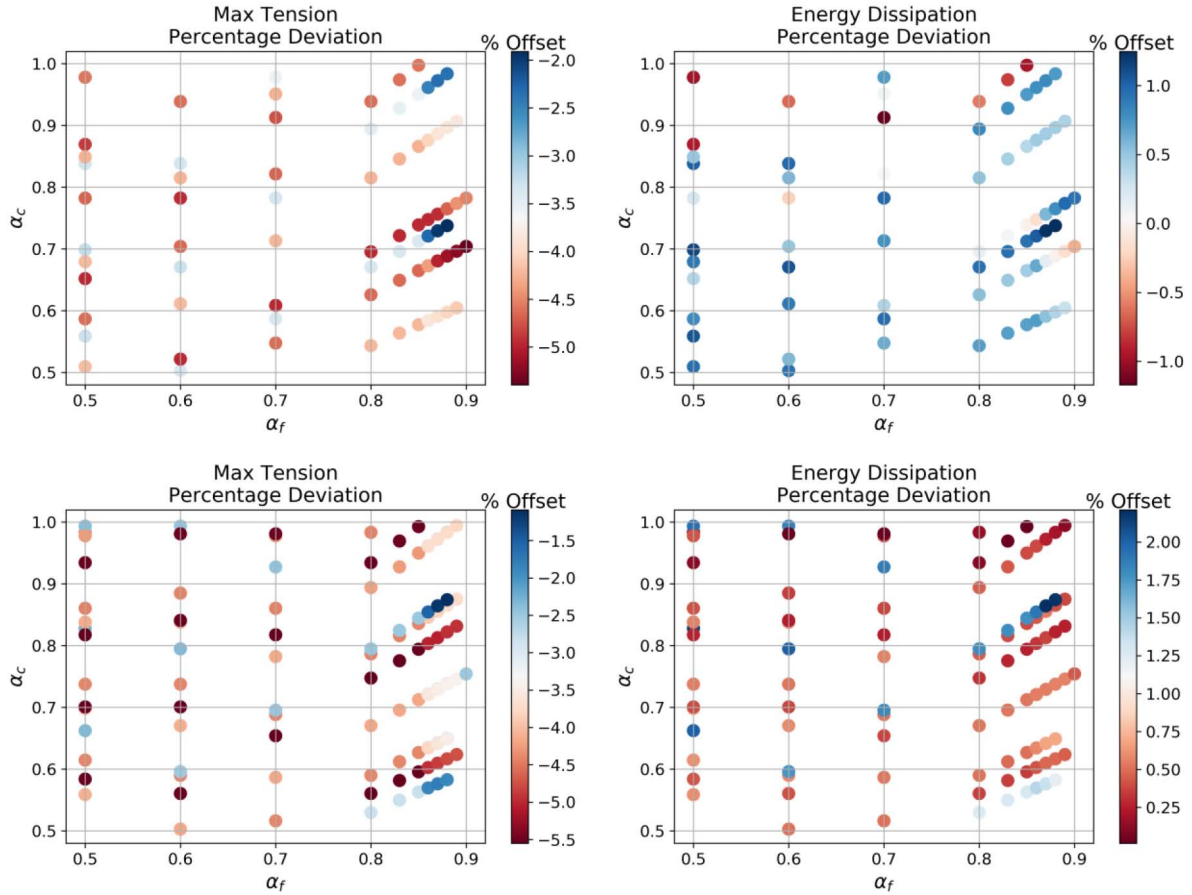 Max Tension
Percentage Deviation
% Offset
1.0
0.9
0.8
0.7
0.6
0.5
α_c
0.5 0.6 0.7 0.8 0.9
α_f
−2.0
−2.5
−3.0
−3.5
−4.0
−4.5
−5.0
Energy Dissipation
Percentage Deviation
% Offset
1.0
0.9
0.8
0.7
0.6
0.5
α_c
0.5 0.6 0.7 0.8 0.9
α_f
1.0
0.5
0.0
−0.5
−1.0
Max Tension
Percentage Deviation
% Offset
1.0
0.9
0.8
0.7
0.6
0.5
α_c
0.5 0.6 0.7 0.8 0.9
α_f
−1.5
−2.0
−2.5
−3.0
−3.5
−4.0
−4.5
−5.0
−5.5
Energy Dissipation
Percentage Deviation
% Offset
1.0
0.9
0.8
0.7
0.6
0.5
α_c
0.5 0.6 0.7 0.8 0.9
α_f
2.00
1.75
1.50
1.25
1.00
0.75
0.50
0.25